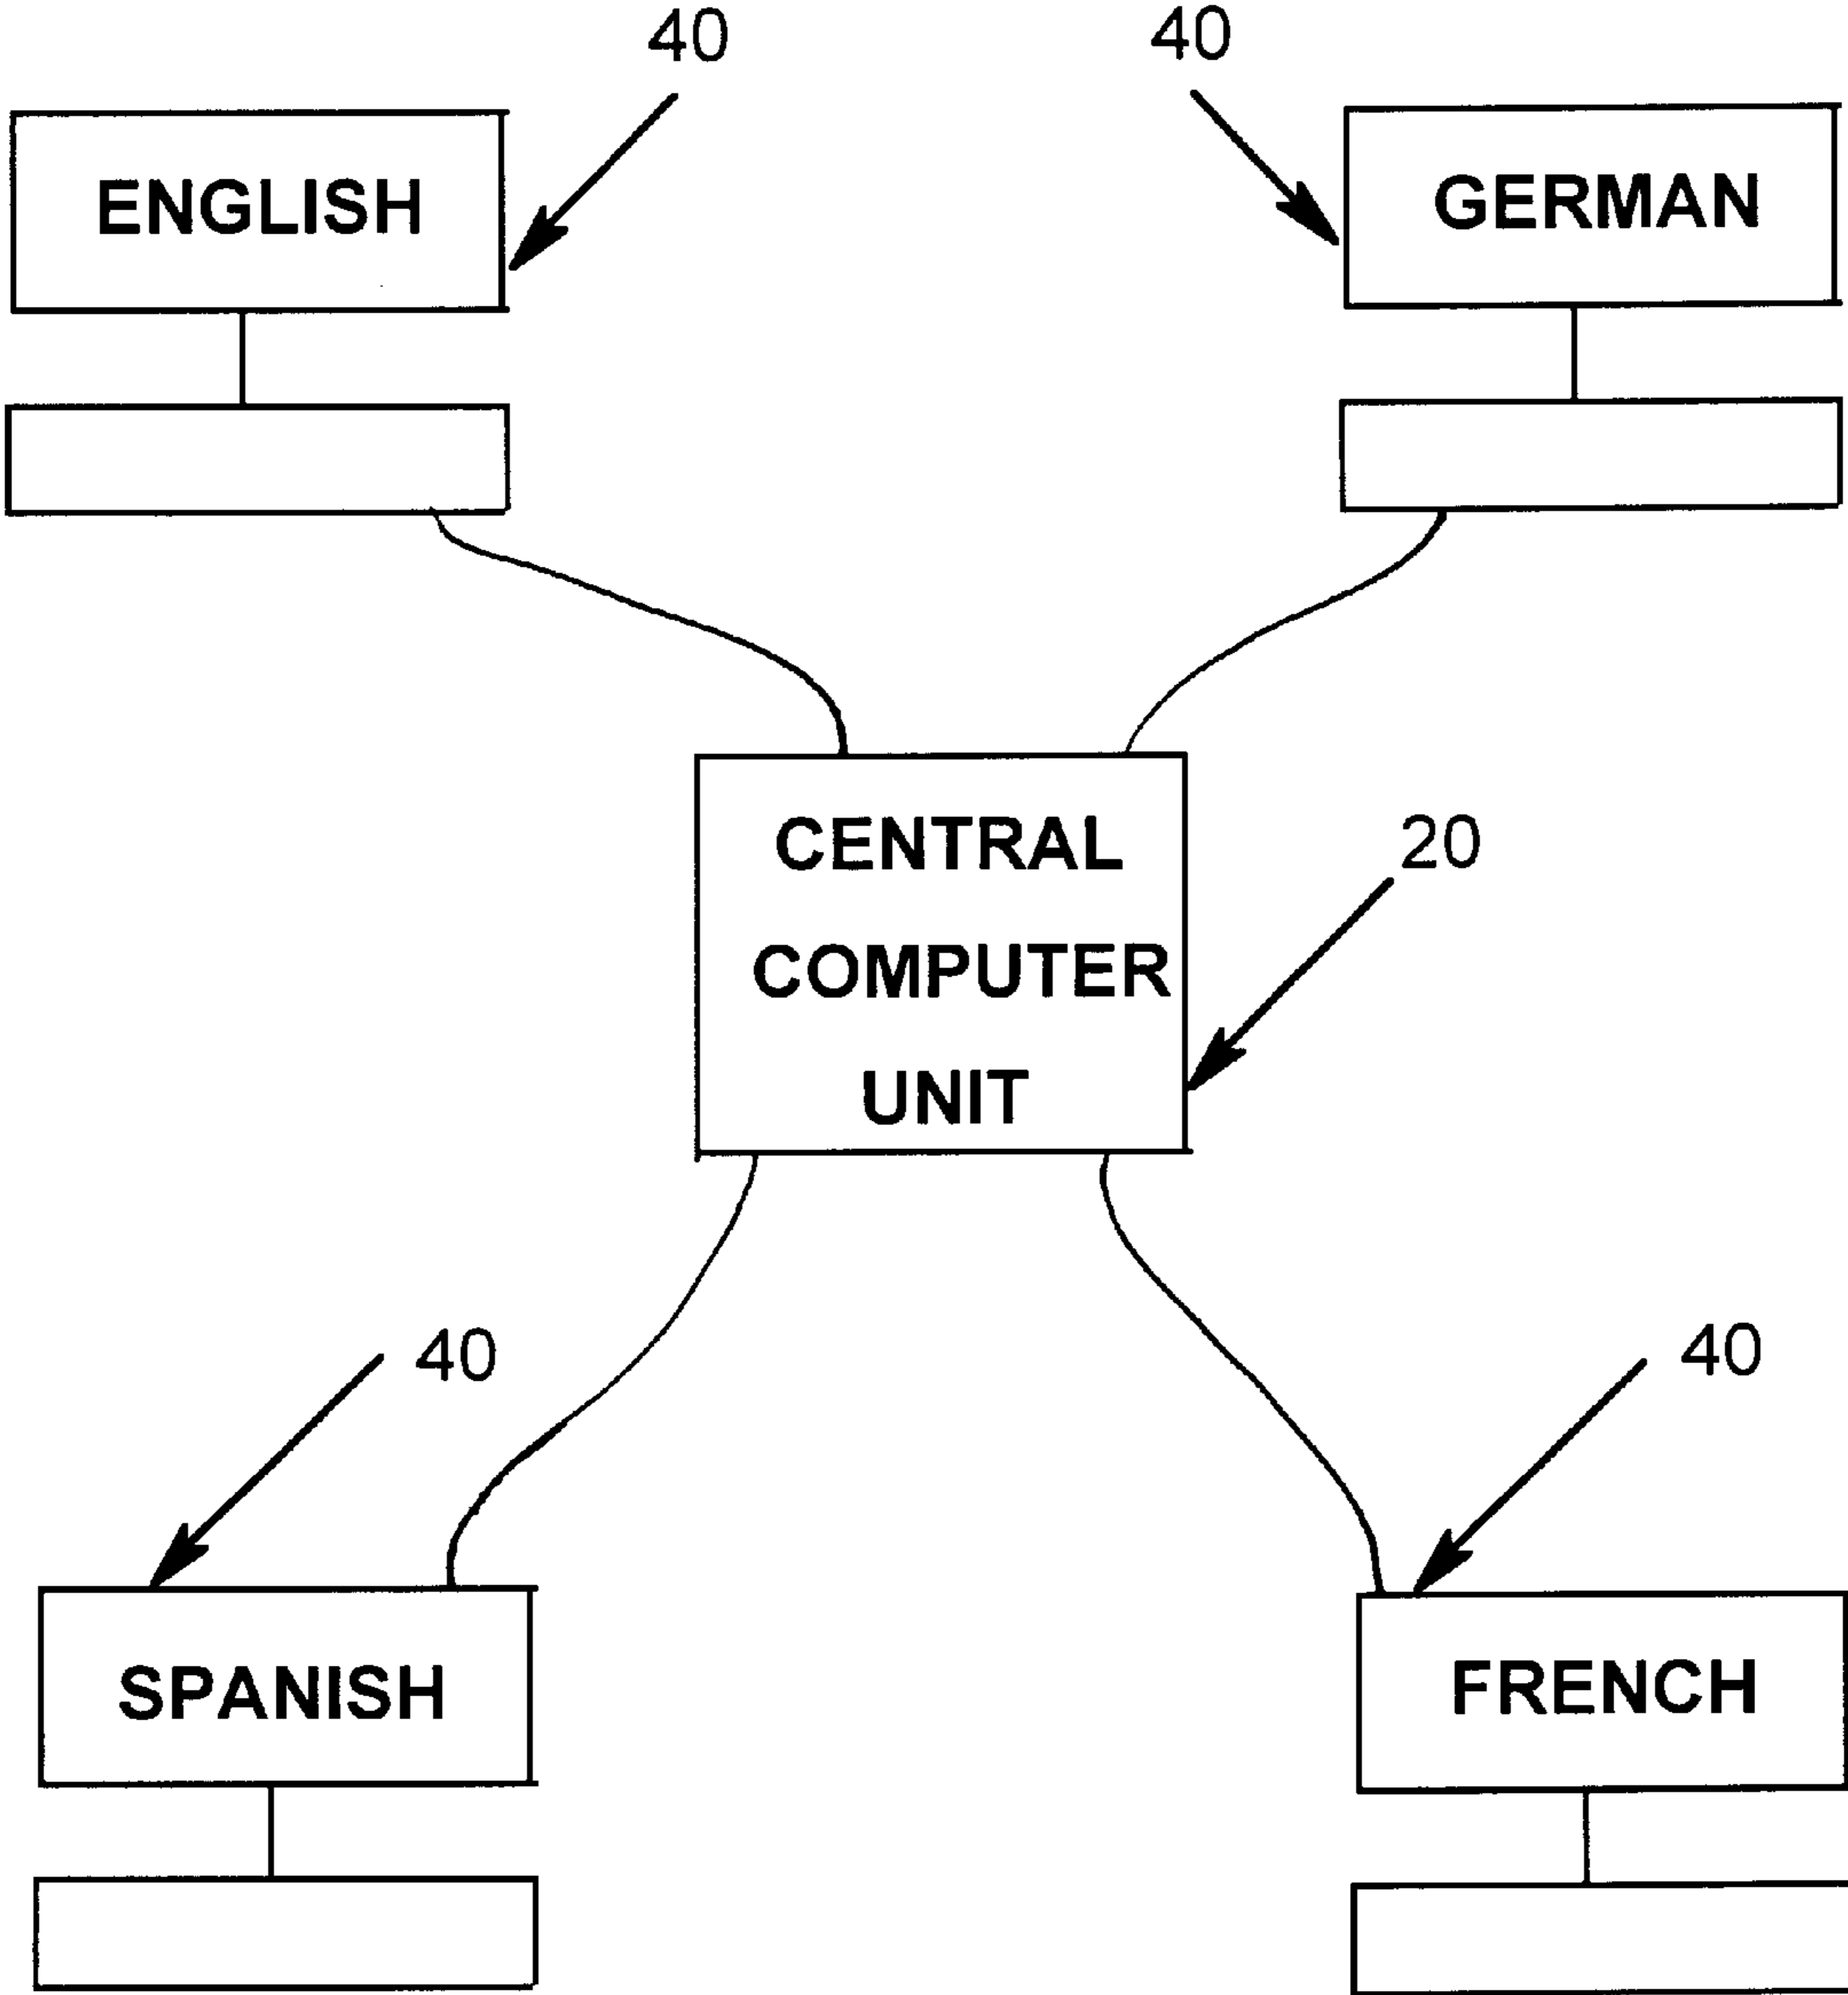 40
40
ENGLISH
GERMAN
CENTRAL
COMPUTER
UNIT
20
40
40
SPANISH
FRENCH